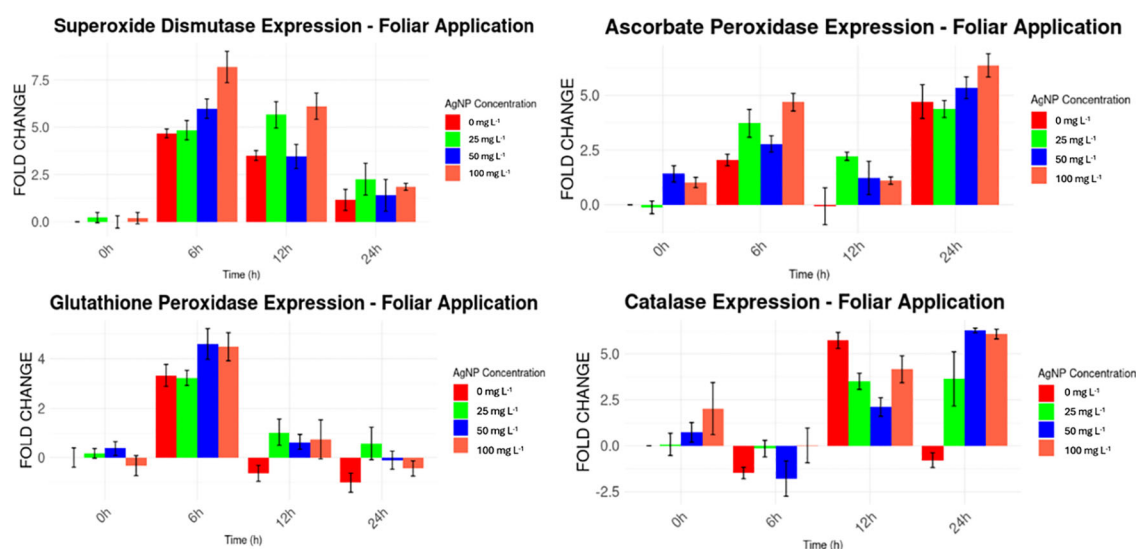 Superoxide Dismutase Expression - Foliar Application
FOLD CHANGE
7.5
5.0
2.5
0.0
0h
6h
12h
24h
Time (h)
AgNP Concentration
0 mg L⁻¹
25 mg L⁻¹
50 mg L⁻¹
100 mg L⁻¹
Ascorbate Peroxidase Expression - Foliar Application
FOLD CHANGE
5.0
2.5
0.0
0h
6h
12h
24h
Time (h)
AgNP Concentration
0 mg L⁻¹
25 mg L⁻¹
50 mg L⁻¹
100 mg L⁻¹
Glutathione Peroxidase Expression - Foliar Application
FOLD CHANGE
4
2
0
0h
6h
12h
24h
Time (h)
AgNP Concentration
0 mg L⁻¹
25 mg L⁻¹
50 mg L⁻¹
100 mg L⁻¹
Catalase Expression - Foliar Application
FOLD CHANGE
5.0
2.5
0.0
-2.5
0h
6h
12h
24h
Time (h)
AgNP Concentration
0 mg L⁻¹
25 mg L⁻¹
50 mg L⁻¹
100 mg L⁻¹